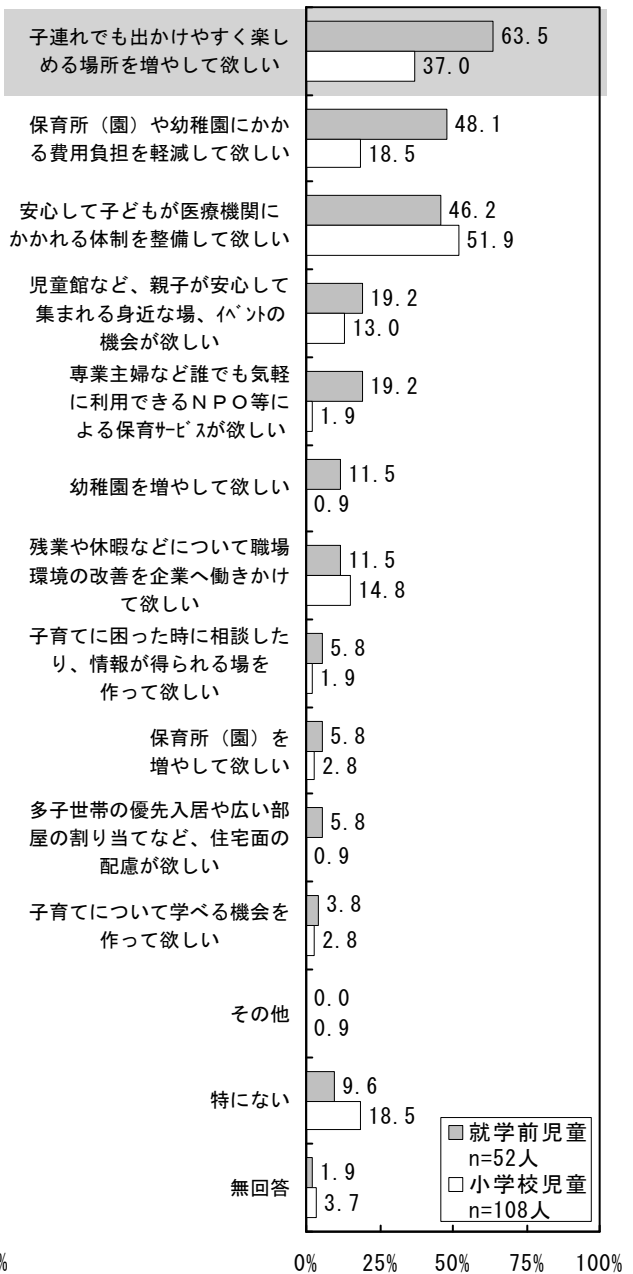 子連れでも出かけやすく楽し
める場所を増やして欲しい
63.5
37.0
保育所（園）や幼稚園にかか
る費用負担を軽減して欲しい
48.1
18.5
安心して子どもが医療機関に
かかれる体制を整備して欲しい
46.2
51.9
児童館など、親子が安心して
集まれる身近な場、ｲﾍﾞﾝﾄの
機会が欲しい
19.2
13.0
専業主婦など誰でも気軽
に利用できるＮＰＯ等に
よる保育ｻｰﾋﾞｽが欲しい
19.2
1.9
幼稚園を増やして欲しい
11.5
0.9
残業や休暇などについて職場
環境の改善を企業へ働きかけ
て欲しい
11.5
14.8
子育てに困った時に相談した
り、情報が得られる場を
作って欲しい
5.8
1.9
保育所（園）を
増やして欲しい
5.8
2.8
多子世帯の優先入居や広い部
屋の割り当てなど、住宅面の
配慮が欲しい
5.8
0.9
子育てについて学べる機会を
作って欲しい
3.8
2.8
その他
0.0
0.9
特にない
9.6
18.5
無回答
1.9
3.7
就学前児童
n=52人
小学校児童
n=108人
%
0% 25% 50% 75% 100%